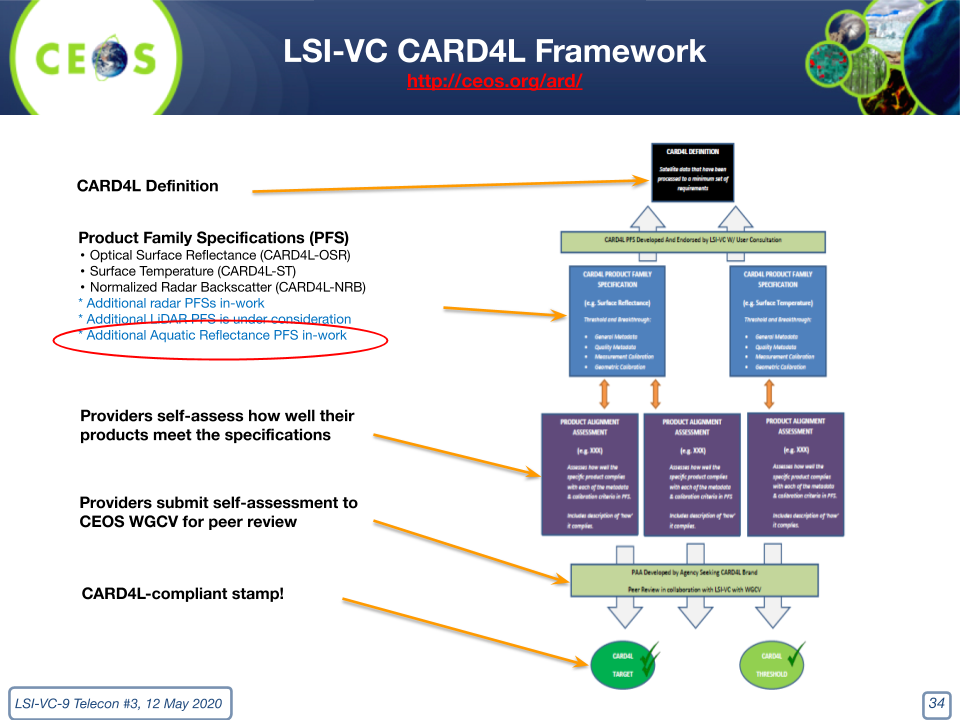 CEOS
LSI-VC CARD4L Framework
http://ceos.org/ard/
CARD4L Definition
Product Family Specifications (PFS)
• Optical Surface Reflectance (CARD4L-OSR)
• Surface Temperature (CARD4L-ST)
• Normalized Radar Backscatter (CARD4L-NRB)
* Additional radar PFSs in-work
* Additional LiDAR PFS is under consideration
* Additional Aquatic Reflectance PFS in-work
Providers self-assess how well their
products meet the specifications
Providers submit self-assessment to
CEOS WGCV for peer review
CARD4L-compliant stamp!
CARD4L DEFINITION
Satellite data that have been
processed to a minimum set of
requirements
CARD4L PFS Developed And Endorsed by LSI-VC W/ User Consultation
CARD4L PRODUCT FAMILY
SPECIFICATION
(e.g. Surface Reflectance)
Threshold and Breakthrough:
• General Metadata
• Quality Metadata
• Measurement Calibration
• Geometric Calibration
CARD4L PRODUCT FAMILY
SPECIFICATION
(e.g. Surface Temperature)
Threshold and Breakthrough:
• General Metadata
• Quality Metadata
• Measurement Calibration
• Geometric Calibration
PRODUCT ALIGNMENT
ASSESSMENT
(e.g. XXX)
Assesses how well the
specific product complies
with each of the metadata
& calibration criteria in PFS.
Includes description of 'how'
it complies.
PRODUCT ALIGNMENT
ASSESSMENT
(e.g. XXX)
Assesses how well the
specific product complies
with each of the metadata
& calibration criteria in PFS
Includes description of 'how'
it complies.
PRODUCT ALIGNMENT
ASSESSMENT
(e.g. XXX)
Assesses how well the
specific product complies
with each of the metadata
& calibration criteria in PFS.
Includes description of 'how'
it complies.
PAA Developed by Agency Seeking CARD4L Brand
Peer Review in collaboration with LSI-VC with WGCV
CARD4L
TARGET
CARD4L
THRESHOLD
LSI-VC-9 Telecon #3, 12 May 2020
34